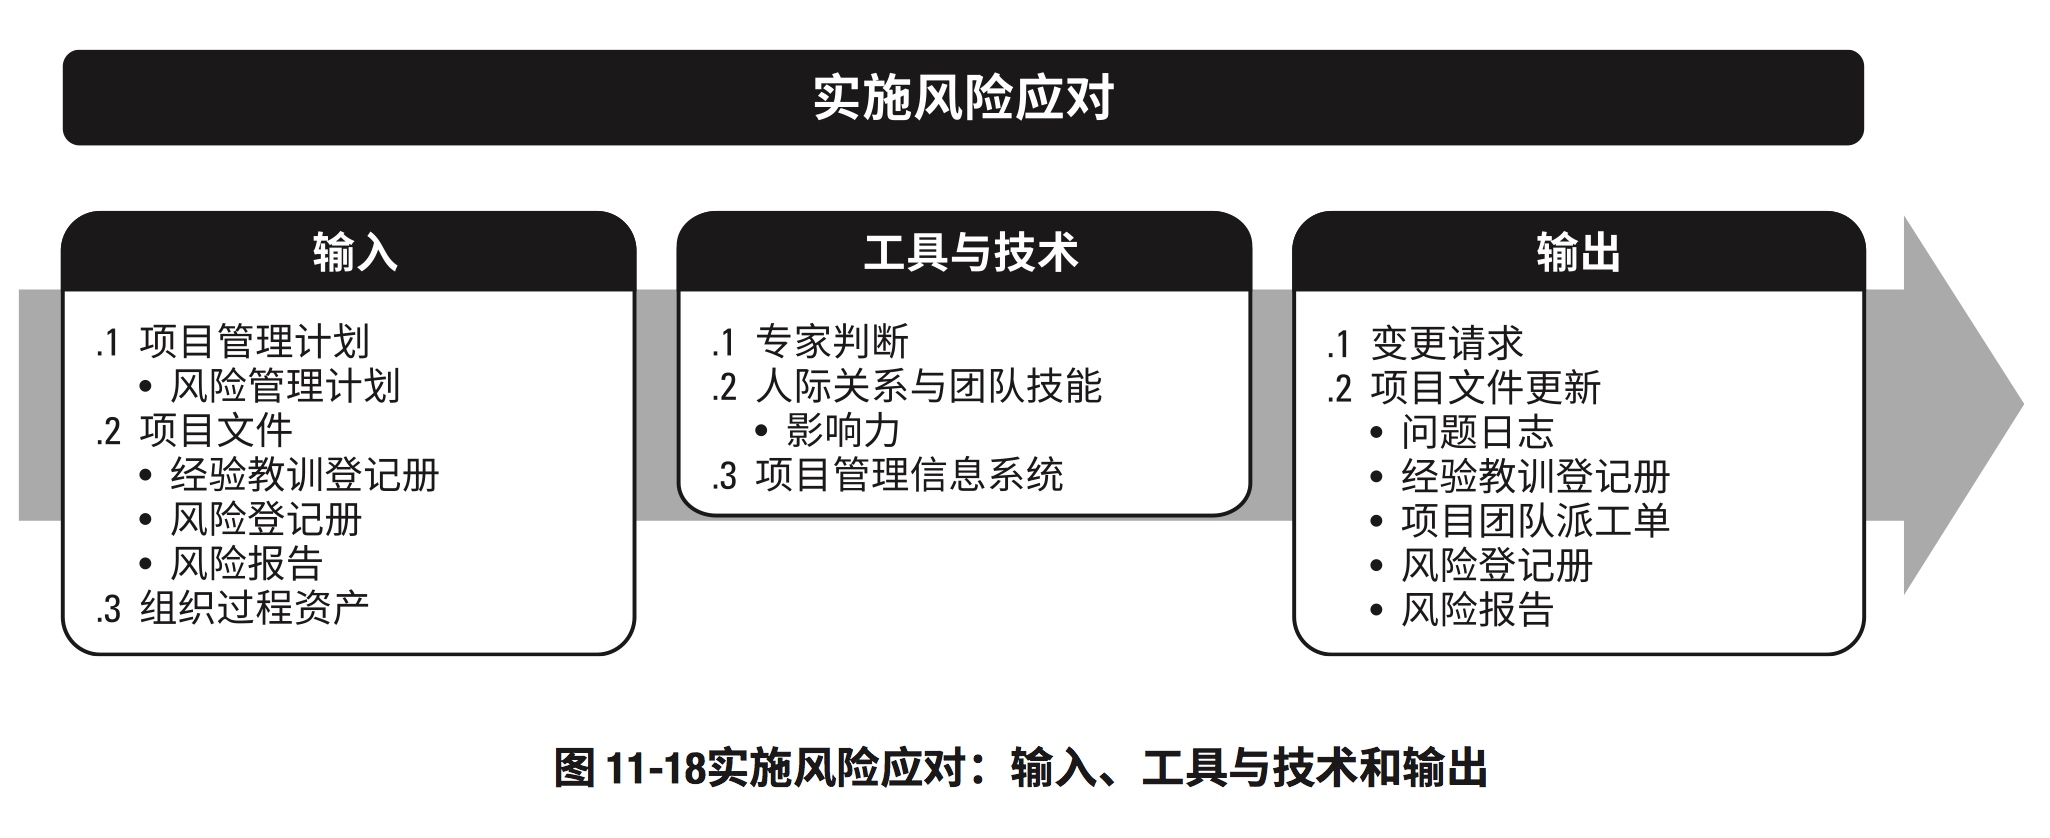 实施风险应对
输入
.1 项目管理计划
• 风险管理计划
.2 项目文件
• 经验教训登记册
• 风险登记册
• 风险报告
.3 组织过程资产
工具与技术
.1 专家判断
.2 人际关系与团队技能
• 影响力
.3 项目管理信息系统
输出
.1 变更请求
.2 项目文件更新
• 问题日志
• 经验教训登记册
• 项目团队派工单
• 风险登记册
• 风险报告
图 11-18实施风险应对：输入、工具与技术和输出